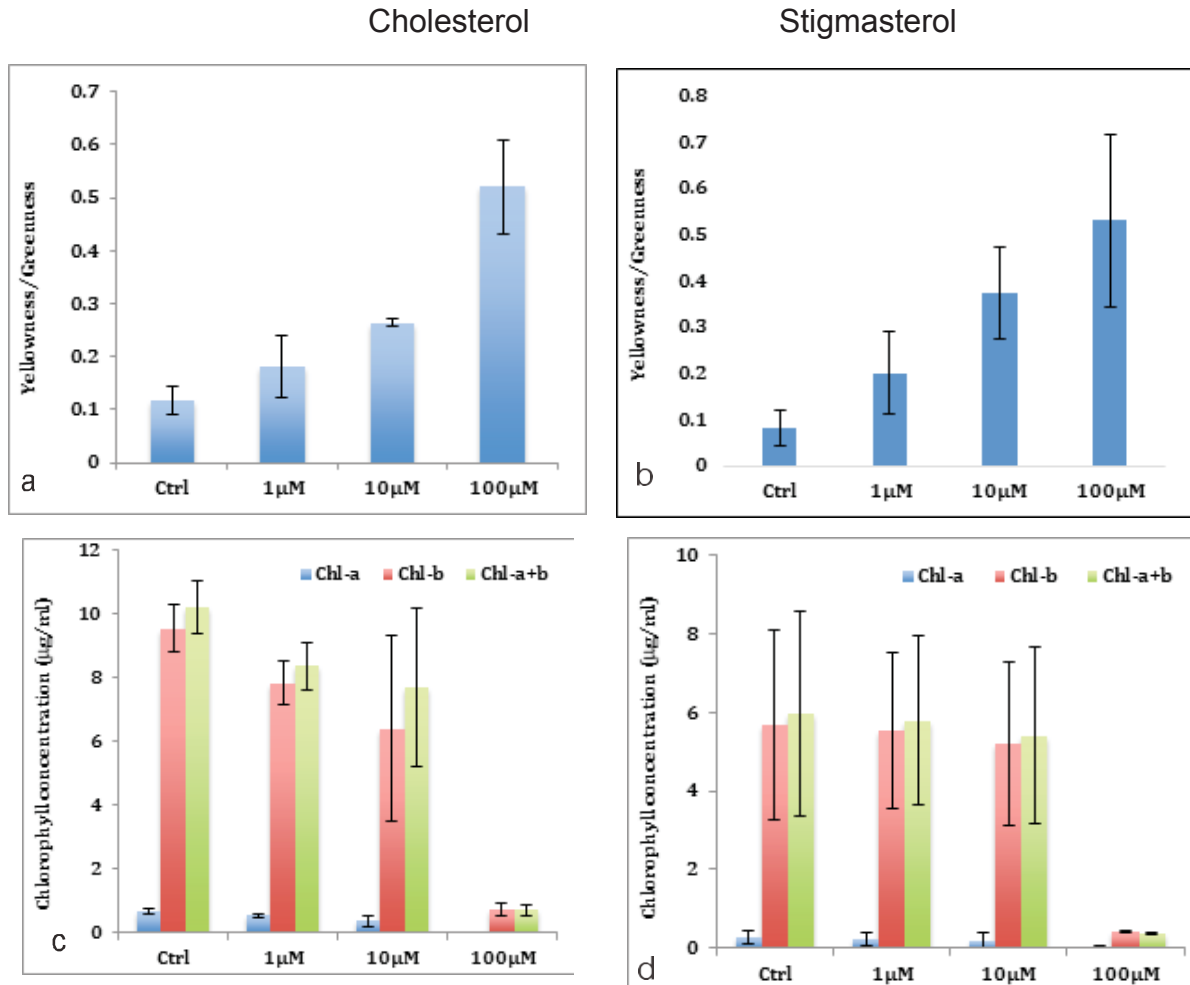 Cholesterol
Stigmasterol
0.7
0.6
0.5
0.4
0.3
0.2
0.1
0
Yellowness/Greenness
Ctrl 1μM 10μM 100μM
a
0.8
0.7
0.6
0.5
0.4
0.3
0.2
0.1
0
Yellowness/Greenness
Ctrl 1μM 10μM 100μM
b
12
10
8
6
4
2
0
Chlorophyll concentration (μg/ml)
Chl-a Chl-b Chl-a+b
Ctrl 1μM 10μM 100μM
c
10
8
6
4
2
0
Chlorophyll concentration (μg/ml)
Chl-a Chl-b Chl-a+b
Ctrl 1μM 10μM 100μM
d